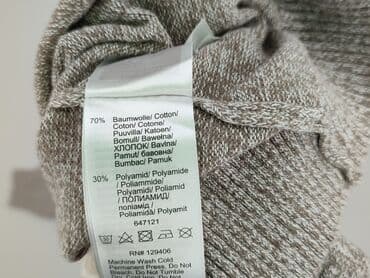 70% Baumwolle/ Cotton/
Coton/ Cotone/
Puuvilla/ Katoen/
Bomull/ Bawełna/
ХЛОПОК/ Bavlna/
Pamut/ бавовна/
Bumbac/ Pamuk
30% Polyamid/ Polyamide
/ Poliammide/
Polyamid/ Poliamid
/ ПОЛИАМИД/
поліамід /
Poliamidă/ Polyamit
647121
RN# 129406
Machine Wash Cold
Permanent Press. Do Not
Bleach. Do Not Tumble